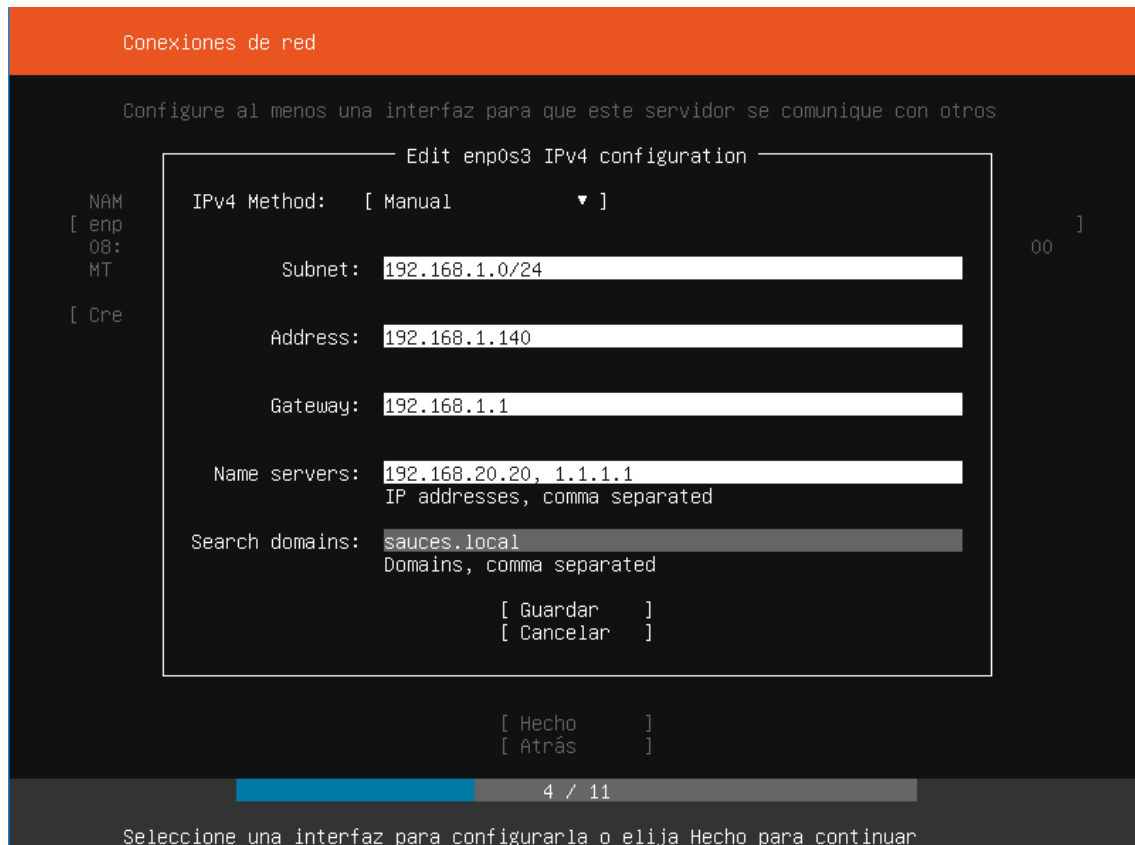 Conexiones de red
Configure al menos una interfaz para que este servidor se comunique con otros
Edit enp0s3 IPv4 configuration
NAM
IPv4 Method: [ Manual ▾ ]
[ enp ]
08: 00
MT
Subnet: 192.168.1.0/24
[ Cre
Address: 192.168.1.140
Gateway: 192.168.1.1
Name servers: 192.168.20.20, 1.1.1.1
IP addresses, comma separated
Search domains: sauces.local
Domains, comma separated
[ Guardar ]
[ Cancelar ]
[ Hecho ]
[ Atrás ]
4 / 11
Seleccione una interfaz para configurarla o elija Hecho para continuar